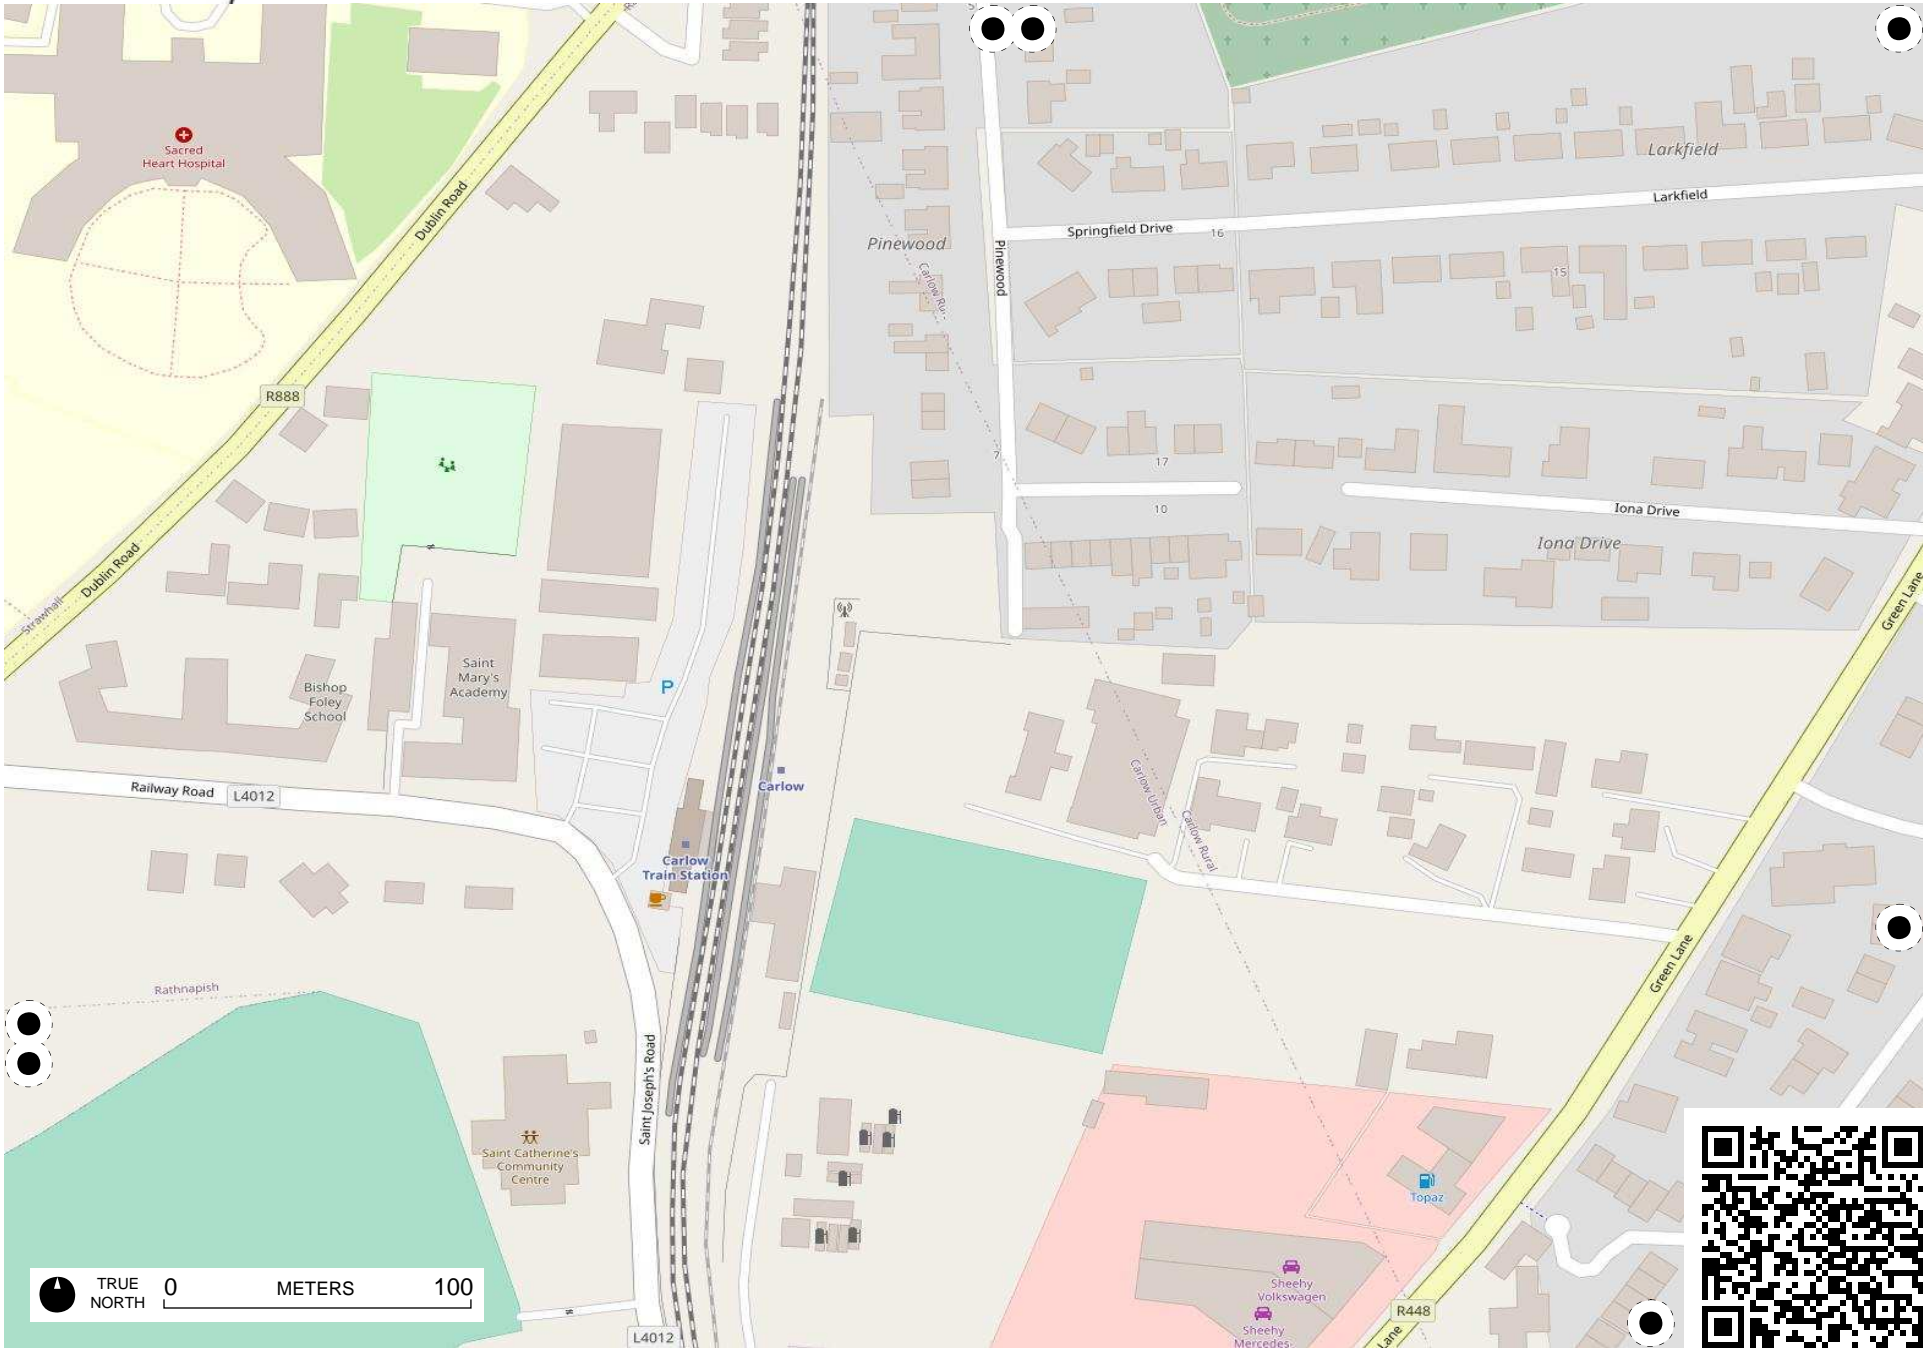 Sacred
Heart Hospital
Dublin Road
Larkfield
Larkfield
Springfield Drive
16
Pinewood
Pinewood
Carlow Ru..
15
R888
7
17
10
Iona Drive
Iona Drive
Dublin Road
Strawhall
Green Lane
Saint
Mary's
Academy
Bishop
Foley
School
P
Carlow
Railway Road
L4012
Carlow Urban
Carlow Rural
Carlow
Train Station
Green Lane
Rathnapish
Saint Joseph's Road
Saint Catherine's
Community
Centre
Topaz
Sheehy
Volkswagen
Sheehy
Mercedes-
R448
Lane
L4012
TRUE
NORTH
0 METERS 100